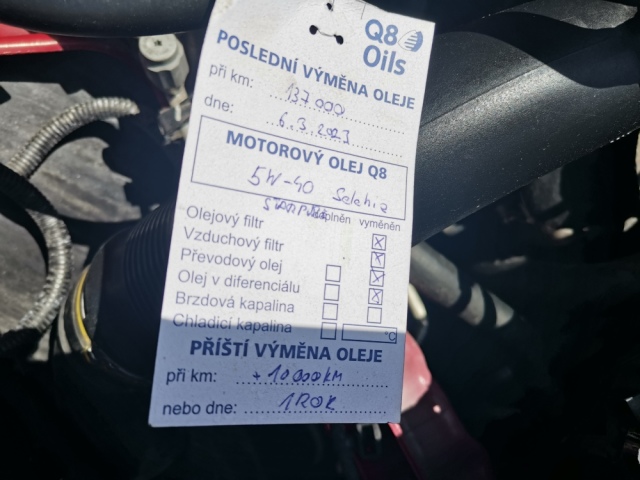 Q8
Oils
POSLEDNÍ VÝMĚNA OLEJE
při km: 137 000
dne: 6.3.2023
MOTOROVÝ OLEJ Q8
5W-40
doplněn vyměněn
Olejový filtr
Vzduchový filtr
Převodový olej
Olej v diferenciálu
Brzdová kapalina
Chladicí kapalina °C
PŘÍŠTÍ VÝMĚNA OLEJE
při km: + 10 000 KM
nebo dne: 1 ROK